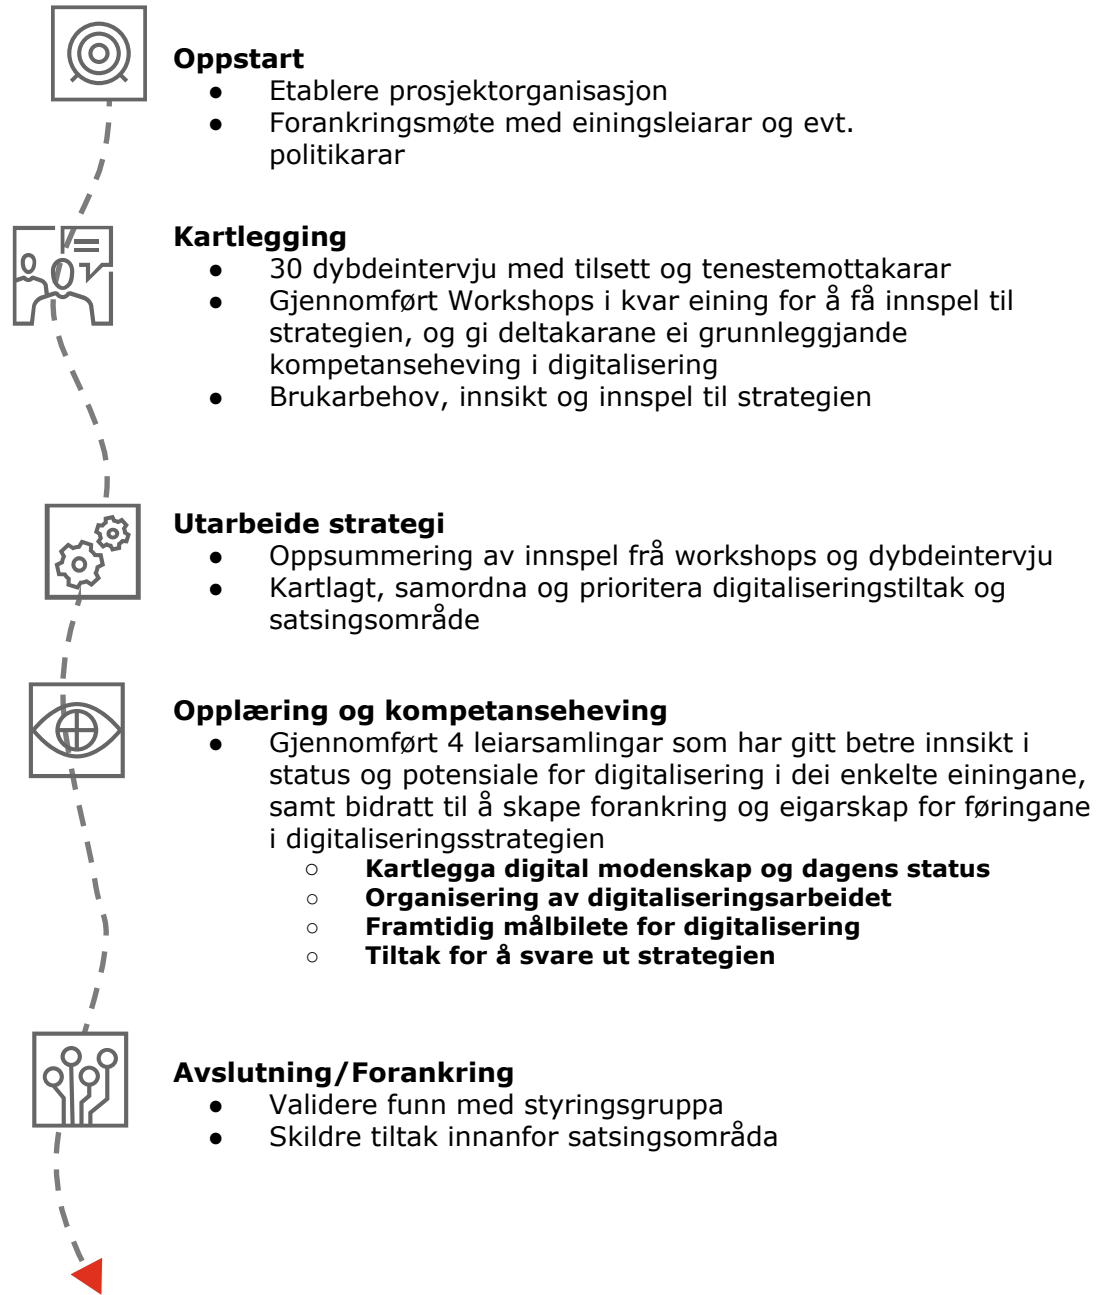 Oppstart
● Etablere prosjektorganisasjon
● Forankringsmøte med einingsleiarar og evt.
politikarar
Kartlegging
● 30 dybdeintervju med tilsett og tenestemottakarar
● Gjennomført Workshops i kvar eining for å få innspel til
strategien, og gi deltakarane ei grunnleggjande
kompetanseheving i digitalisering
● Brukarbehov, innsikt og innspel til strategien
Utarbeide strategi
● Oppsummering av innspel frå workshops og dybdeintervju
● Kartlagt, samordna og prioritera digitaliseringstiltak og
satsingsområde
Opplæring og kompetanseheving
● Gjennomført 4 leiarsamlingar som har gitt betre innsikt i
status og potensiale for digitalisering i dei enkelte einingane,
samt bidratt til å skape forankring og eigarskap for føringane
i digitaliseringsstrategien
○ Kartlegga digital modenskap og dagens status
○ Organisering av digitaliseringsarbeidet
○ Framtidig målbilete for digitalisering
○ Tiltak for å svare ut strategien
Avslutning/Forankring
● Validere funn med styringsgruppa
● Skildre tiltak innanfor satsingsområda